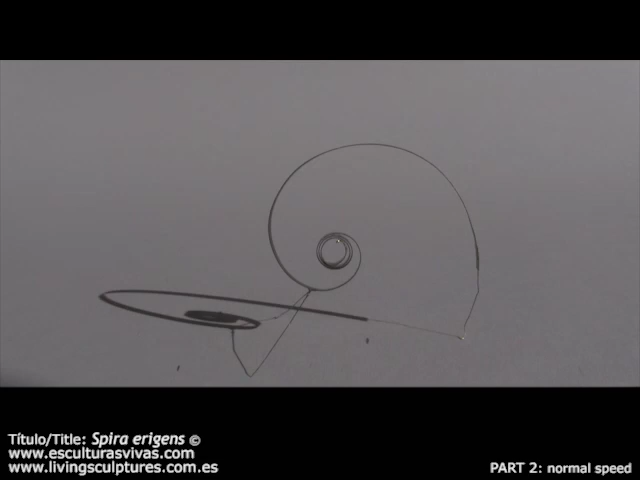 Título/Title: Spira erigens ©
www.esculturasvivas.com
www.livingsculptures.com.es
PART 2: normal speed